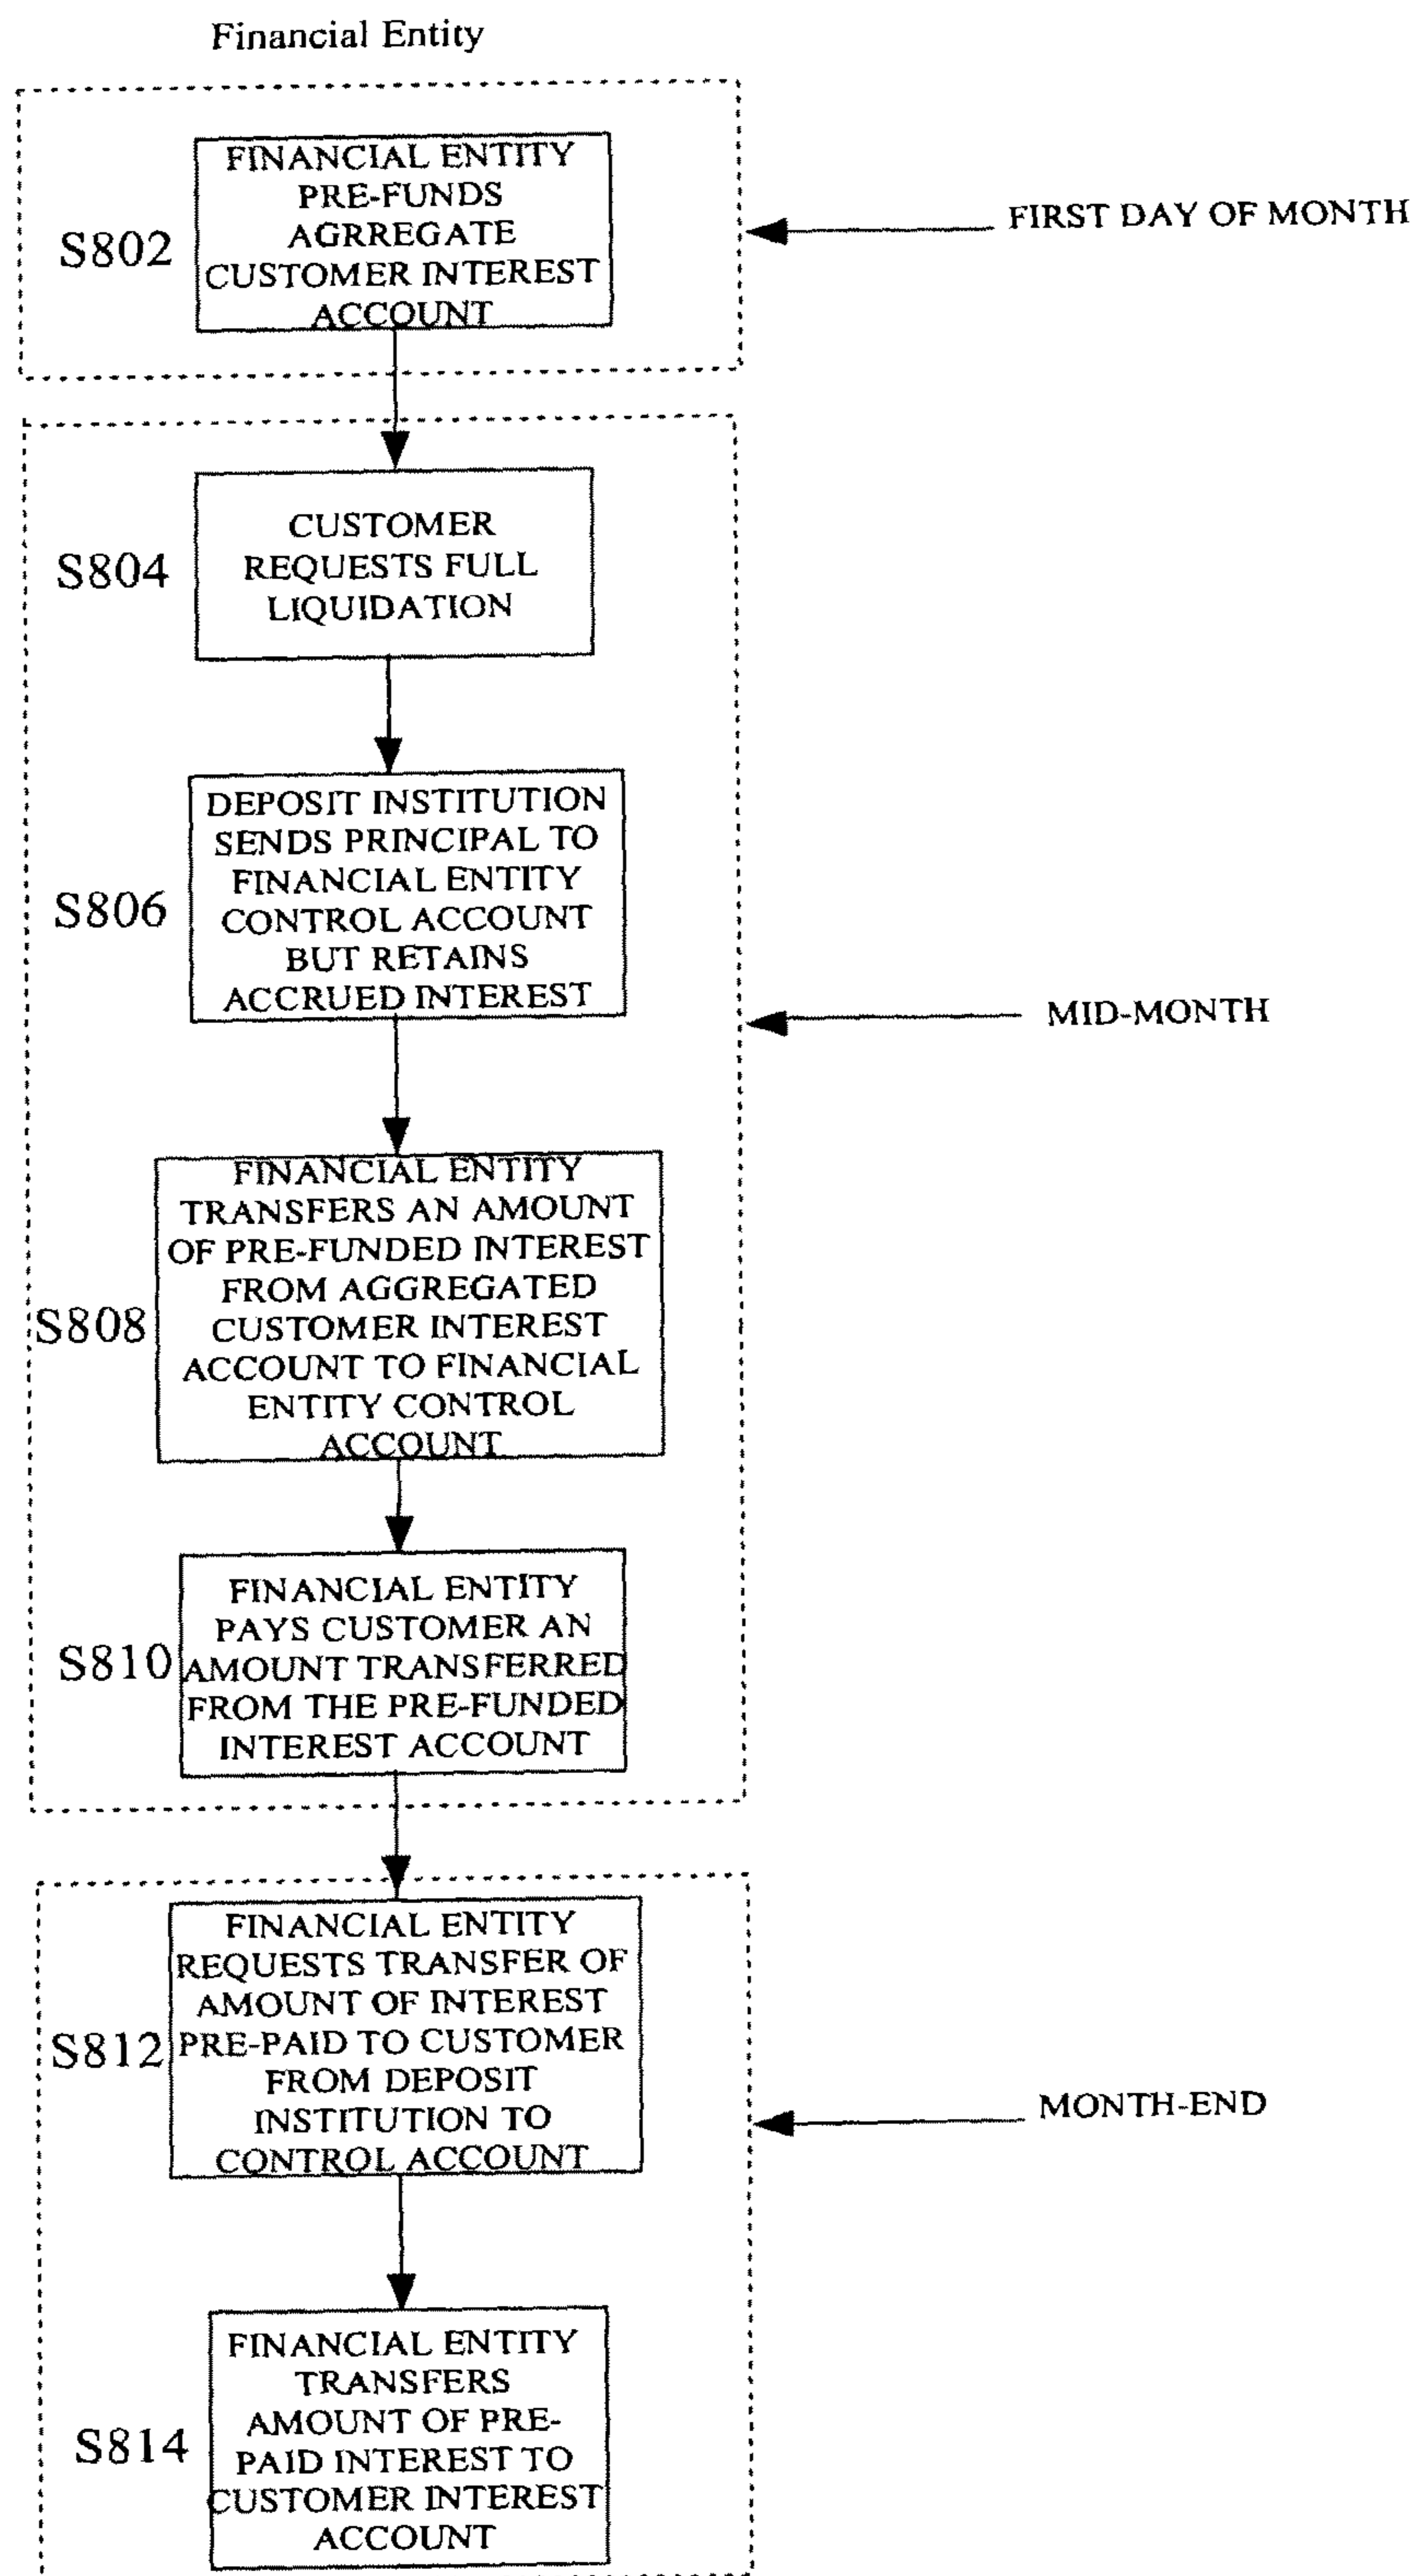 Financial Entity
S802
FINANCIAL ENTITY
PRE-FUNDS
AGRREGATE
CUSTOMER INTEREST
ACCOUNT
FIRST DAY OF MONTH
S804
CUSTOMER
REQUESTS FULL
LIQUIDATION
S806
DEPOSIT INSTITUTION
SENDS PRINCIPAL TO
FINANCIAL ENTITY
CONTROL ACCOUNT
BUT RETAINS
ACCRUED INTEREST
MID-MONTH
S808
FINANCIAL ENTITY
TRANSFERS AN AMOUNT
OF PRE-FUNDED INTEREST
FROM AGGREGATED
CUSTOMER INTEREST
ACCOUNT TO FINANCIAL
ENTITY CONTROL
ACCOUNT
S810
FINANCIAL ENTITY
PAYS CUSTOMER AN
AMOUNT TRANSFERRED
FROM THE PRE-FUNDED
INTEREST ACCOUNT
S812
FINANCIAL ENTITY
REQUESTS TRANSFER OF
AMOUNT OF INTEREST
PRE-PAID TO CUSTOMER
FROM DEPOSIT
INSTITUTION TO
CONTROL ACCOUNT
MONTH-END
S814
FINANCIAL ENTITY
TRANSFERS
AMOUNT OF PRE-
PAID INTEREST TO
CUSTOMER INTEREST
ACCOUNT